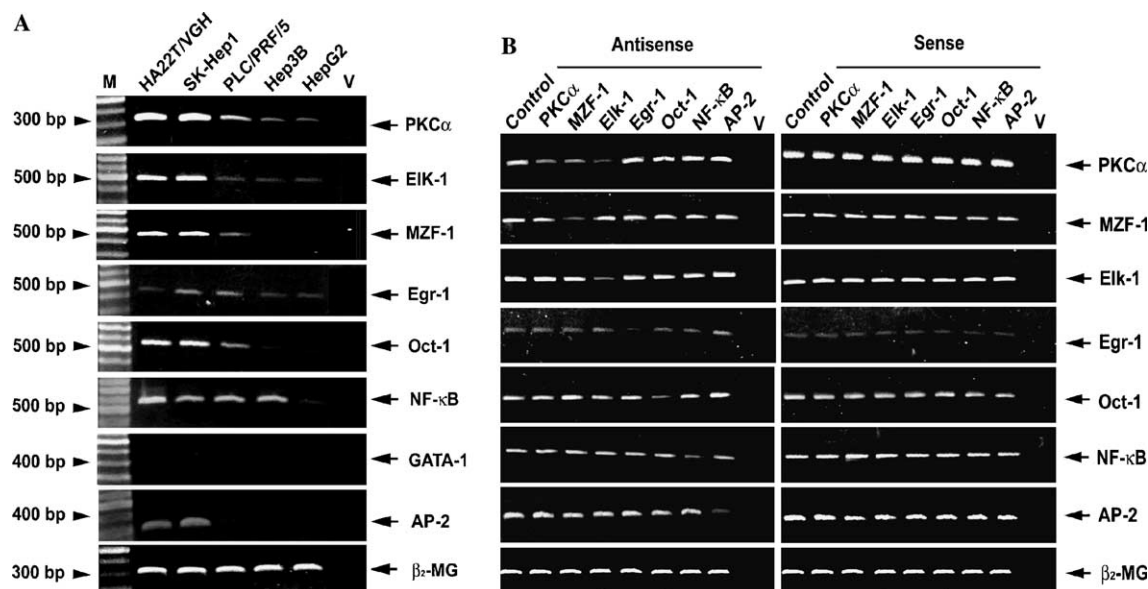 A
M HA22T/VGH SK-Hep1 PLC/PRF/5 Hep3B HepG2 V
300 bp PKCα
500 bp ElK-1
500 bp MZF-1
500 bp Egr-1
500 bp Oct-1
500 bp NF-κB
400 bp GATA-1
400 bp AP-2
300 bp β₂-MG
B
Antisense Sense
Control PKCα MZF-1 Elk-1 Egr-1 Oct-1 NF-κB AP-2 V Control PKCα MZF-1 Elk-1 Egr-1 Oct-1 NF-κB AP-2 V
PKCα
MZF-1
Elk-1
Egr-1
Oct-1
NF-κB
AP-2
β₂-MG